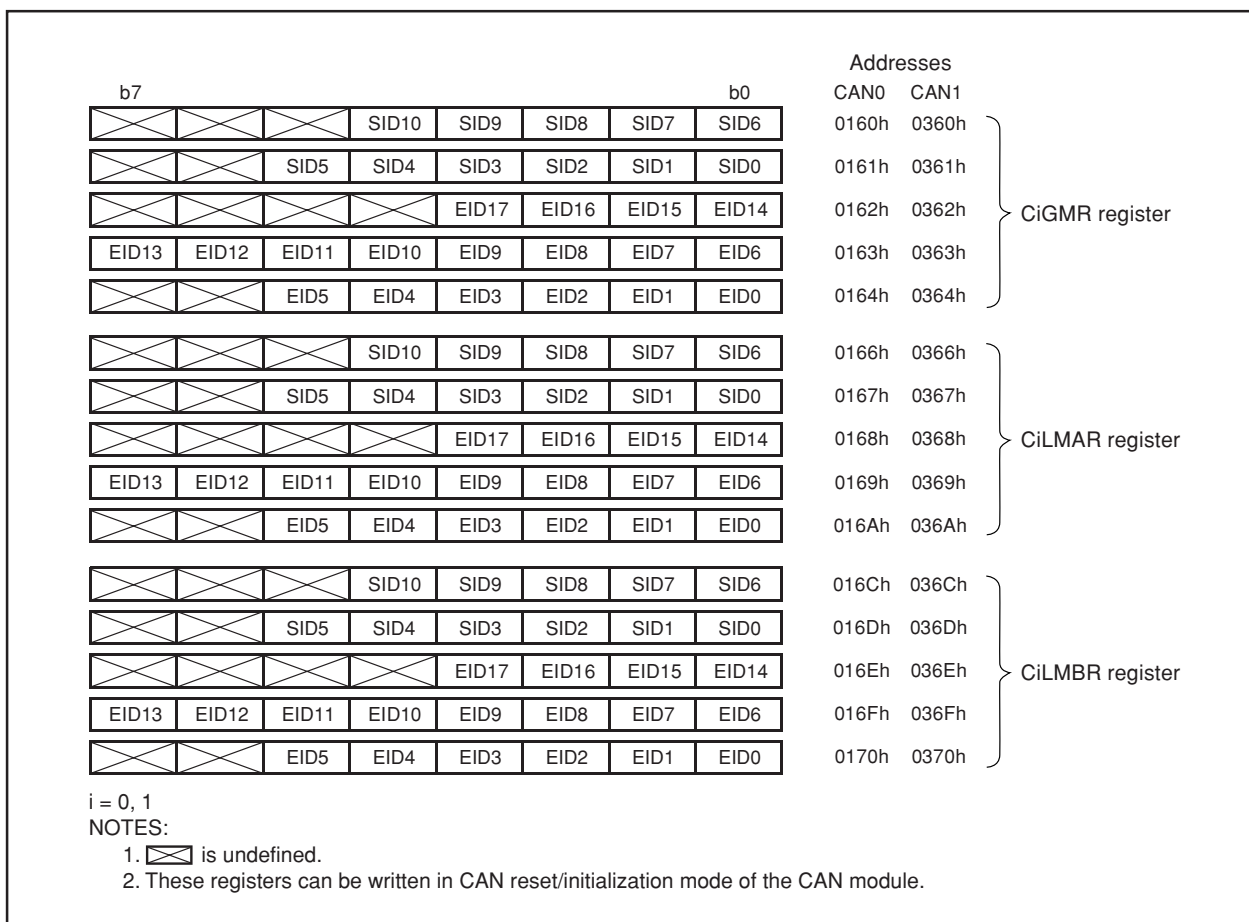 Addresses
b7 b0 CAN0 CAN1
SID10 SID9 SID8 SID7 SID6 0160h 0360h
SID5 SID4 SID3 SID2 SID1 SID0 0161h 0361h
EID17 EID16 EID15 EID14 0162h 0362h CiGMR register
EID13 EID12 EID11 EID10 EID9 EID8 EID7 EID6 0163h 0363h
EID5 EID4 EID3 EID2 EID1 EID0 0164h 0364h
SID10 SID9 SID8 SID7 SID6 0166h 0366h
SID5 SID4 SID3 SID2 SID1 SID0 0167h 0367h
EID17 EID16 EID15 EID14 0168h 0368h CiLMAR register
EID13 EID12 EID11 EID10 EID9 EID8 EID7 EID6 0169h 0369h
EID5 EID4 EID3 EID2 EID1 EID0 016Ah 036Ah
SID10 SID9 SID8 SID7 SID6 016Ch 036Ch
SID5 SID4 SID3 SID2 SID1 SID0 016Dh 036Dh
EID17 EID16 EID15 EID14 016Eh 036Eh CiLMBR register
EID13 EID12 EID11 EID10 EID9 EID8 EID7 EID6 016Fh 036Fh
EID5 EID4 EID3 EID2 EID1 EID0 0170h 0370h
i = 0, 1
NOTES:
1. is undefined.
2. These registers can be written in CAN reset/initialization mode of the CAN module.